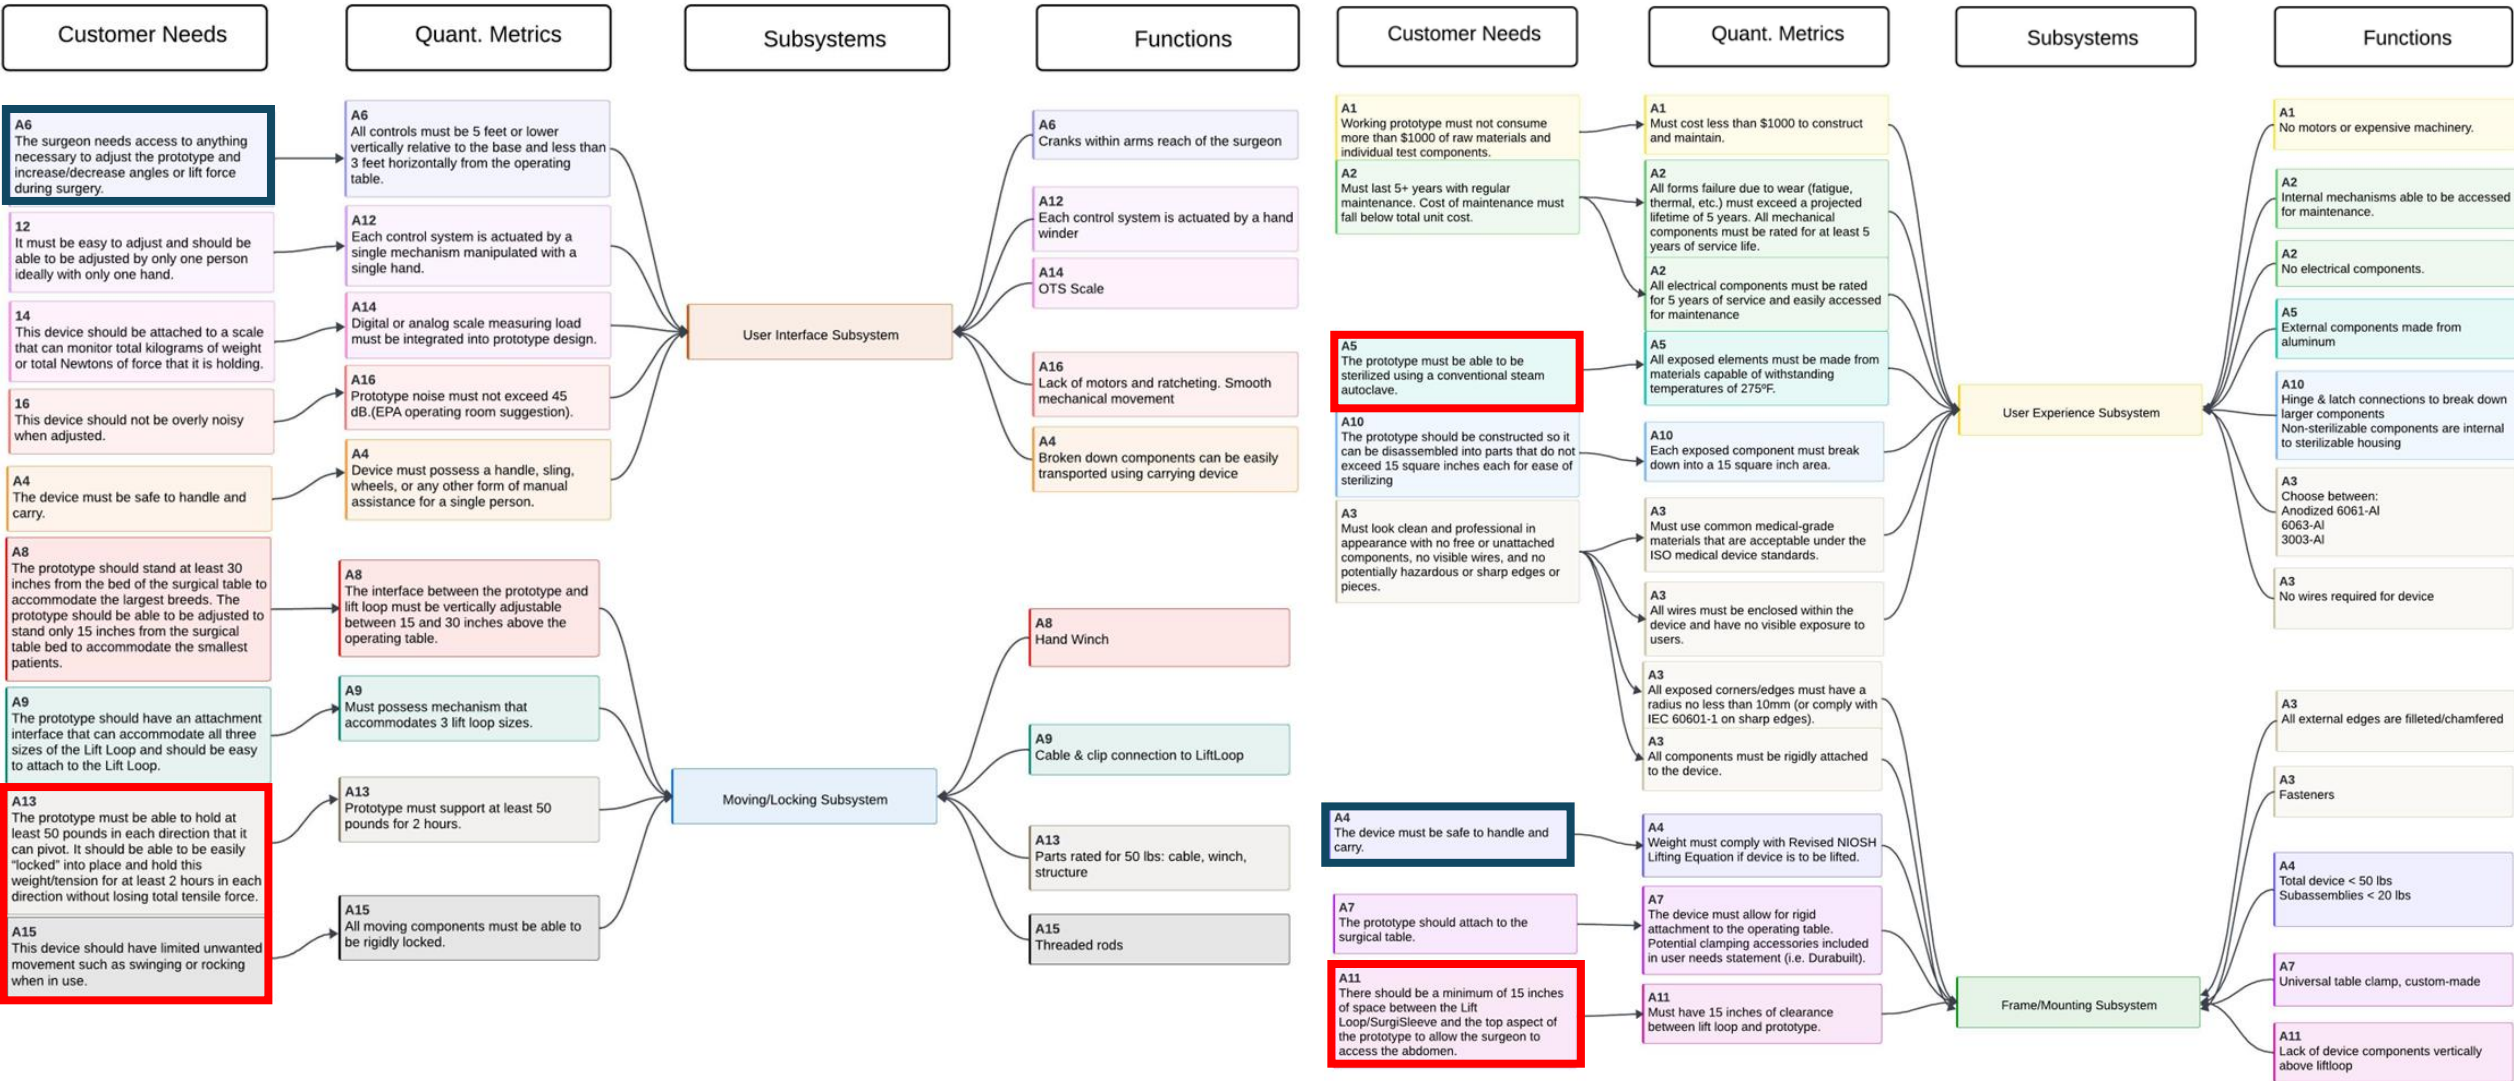 Customer Needs
Quant. Metrics
Subsystems
Functions
A6
The surgeon needs access to anything
necessary to adjust the prototype and
increase/decrease angles or lift force
during surgery.
12
It must be easy to adjust and should be
able to be adjusted by only one person
ideally with only one hand.
14
This device should be attached to a scale
that can monitor total kilograms of weight
or total Newtons of force that it is holding.
16
This device should not be overly noisy
when adjusted.
A4
The device must be safe to handle and
carry.
A8
The prototype should stand at least 30
inches from the bed of the surgical table to
accommodate the largest breeds. The
prototype should be able to be adjusted to
stand only 15 inches from the surgical
table bed to accommodate the smallest
patients.
A9
The prototype should have an attachment
interface that can accommodate all three
sizes of the Lift Loop and should be easy
to attach to the Lift Loop.
A13
The prototype must be able to hold at
least 50 pounds in each direction that it
can pivot. It should be able to be easily
“locked” into place and hold this
weight/tension for at least 2 hours in each
direction without losing total tensile force.
A15
This device should have limited unwanted
movement such as swinging or rocking
when in use.
A6
All controls must be 5 feet or lower
vertically relative to the base and less than
3 feet horizontally from the operating
table.
A12
Each control system is actuated by a
single mechanism manipulated with a
single hand.
A14
Digital or analog scale measuring load
must be integrated into prototype design.
A16
Prototype noise must not exceed 45
dB.(EPA operating room suggestion).
A4
Device must possess a handle, sling,
wheels, or any other form of manual
assistance for a single person.
A8
The interface between the prototype and
lift loop must be vertically adjustable
between 15 and 30 inches above the
operating table.
A9
Must possess mechanism that
accommodates 3 lift loop sizes.
A13
Prototype must support at least 50
pounds for 2 hours.
A15
All moving components must be able to
be rigidly locked.
User Interface Subsystem
Moving/Locking Subsystem
A6
Cranks within arms reach of the surgeon
A12
Each control system is actuated by a hand
winder
A14
OTS Scale
A16
Lack of motors and ratcheting. Smooth
mechanical movement
A4
Broken down components can be easily
transported using carrying device
A8
Hand Winch
A9
Cable & clip connection to LiftLoop
A13
Parts rated for 50 lbs: cable, winch,
structure
A15
Threaded rods
Customer Needs
Quant. Metrics
Subsystems
Functions
A1
Working prototype must not consume
more than $1000 of raw materials and
individual test components.
A2
Must last 5+ years with regular
maintenance. Cost of maintenance must
fall below total unit cost.
A5
The prototype must be able to be
sterilized using a conventional steam
autoclave.
A10
The prototype should be constructed so it
can be disassembled into parts that do not
exceed 15 square inches each for ease of
sterilizing
A3
Must look clean and professional in
appearance with no free or unattached
components, no visible wires, and no
potentially hazardous or sharp edges or
pieces.
A4
The device must be safe to handle and
carry.
A7
The prototype should attach to the
surgical table.
A11
There should be a minimum of 15 inches
of space between the Lift
Loop/SurgiSleeve and the top aspect of
the prototype to allow the surgeon to
access the abdomen.
A1
Must cost less than $1000 to construct
and maintain.
A2
All forms failure due to wear (fatigue,
thermal, etc.) must exceed a projected
lifetime of 5 years. All mechanical
components must be rated for at least 5
years of service life.
A2
All electrical components must be rated
for 5 years of service and easily accessed
for maintenance
A5
All exposed elements must be made from
materials capable of withstanding
temperatures of 275ºF.
A10
Each exposed component must break
down into a 15 square inch area.
A3
Must use common medical-grade
materials that are acceptable under the
ISO medical device standards.
A3
All wires must be enclosed within the
device and have no visible exposure to
users.
A3
All exposed corners/edges must have a
radius no less than 10mm (or comply with
IEC 60601-1 on sharp edges).
A3
All components must be rigidly attached
to the device.
A4
Weight must comply with Revised NIOSH
Lifting Equation if device is to be lifted.
A7
The device must allow for rigid
attachment to the operating table.
Potential clamping accessories included
in user needs statement (i.e. Durabuilt).
A11
Must have 15 inches of clearance
between lift loop and prototype.
User Experience Subsystem
Frame/Mounting Subsystem
A1
No motors or expensive machinery.
A2
Internal mechanisms able to be accessed
for maintenance.
A2
No electrical components.
A5
External components made from
aluminum
A10
Hinge & latch connections to break down
larger components
Non-sterilizable components are internal
to sterilizable housing
A3
Choose between:
Anodized 6061-Al
6063-Al
3003-Al
A3
No wires required for device
A3
All external edges are filleted/chamfered
A3
Fasteners
A4
Total device < 50 lbs
Subassemblies < 20 lbs
A7
Universal table clamp, custom-made
A11
Lack of device components vertically
above liftloop